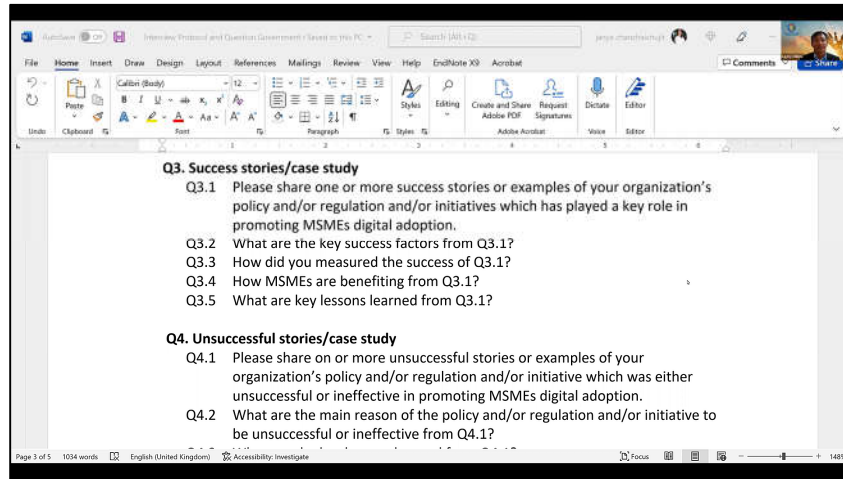 AutoSave Off Interview Protocol and Question Government • Saved to this PC Search (Alt+Q)
File Home Insert Draw Design Layout References Mailings Review View Help EndNote X9 Acrobat Comments Share
Calibri (Body) 12
Paste Styles Editing Create and Share Adobe PDF Request Signatures Dictate Editor
Undo Clipboard Font Paragraph Styles Adobe Acrobat Voice Editor
Q3. Success stories/case study
Q3.1 Please share one or more success stories or examples of your organization's
policy and/or regulation and/or initiatives which has played a key role in
promoting MSMEs digital adoption.
Q3.2 What are the key success factors from Q3.1?
Q3.3 How did you measured the success of Q3.1?
Q3.4 How MSMEs are benefiting from Q3.1?
Q3.5 What are key lessons learned from Q3.1?
Q4. Unsuccessful stories/case study
Q4.1 Please share on or more unsuccessful stories or examples of your
organization's policy and/or regulation and/or initiative which was either
unsuccessful or ineffective in promoting MSMEs digital adoption.
Q4.2 What are the main reason of the policy and/or regulation and/or initiative to
be unsuccessful or ineffective from Q4.1?
Page 3 of 5 1034 words English (United Kingdom) Accessibility: Investigate Focus 148%